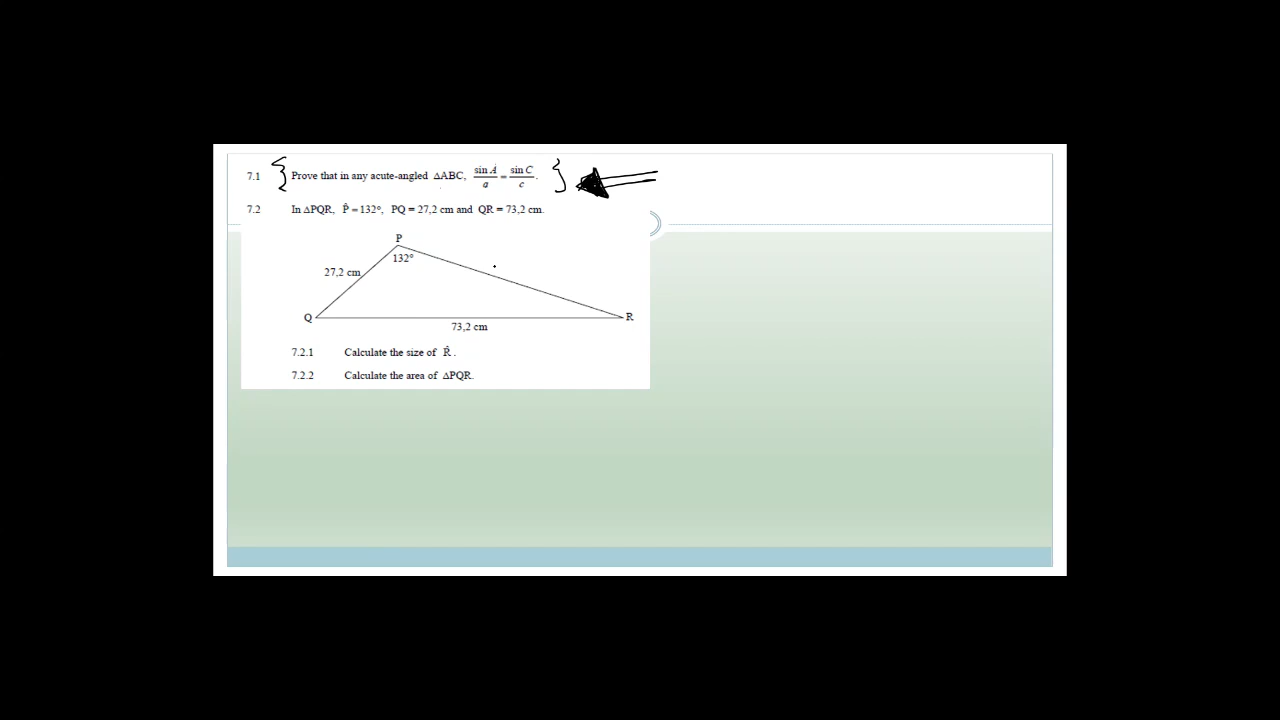 7.1 Prove that in any acute-angled ΔABC, sin A / a = sin C / c.
7.2 In ΔPQR, P̂ = 132°, PQ = 27,2 cm and QR = 73,2 cm.
P
132°
27,2 cm
Q
R
73,2 cm
7.2.1 Calculate the size of R̂.
7.2.2 Calculate the area of ΔPQR.